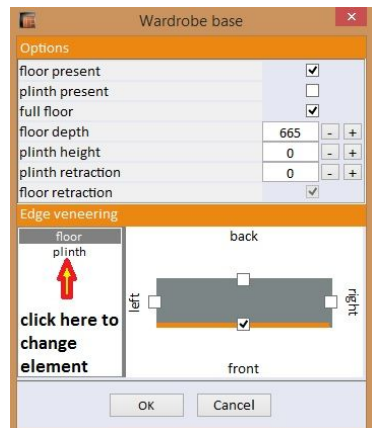 Wardrobe base
Options
floor present
plinth present
full floor
floor depth 665 - +
plinth height 0 - +
plinth retraction 0 - +
floor retraction
Edge veneering
floor
plinth
click here to
change
element
back
left
right
front
OK Cancel